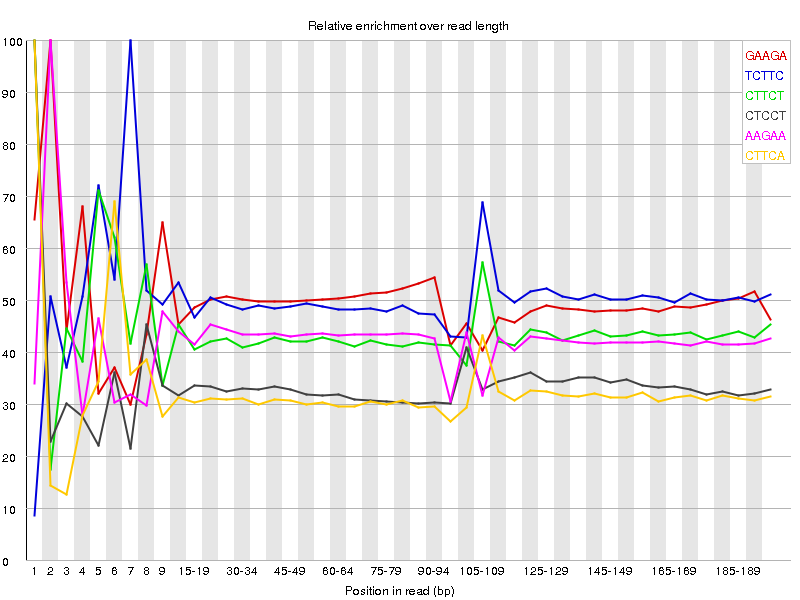 Relative enrichment over read length
100
90
80
70
60
50
40
30
20
10
0
GAAGA
TCTTC
CTTCT
CTCCT
AAGAA
CTTCA
1 2 3 4 5 6 7 8 9 15-19 30-34 45-49 60-64 75-79 90-94 105-109 125-129 145-149 165-169 185-189
Position in read (bp)